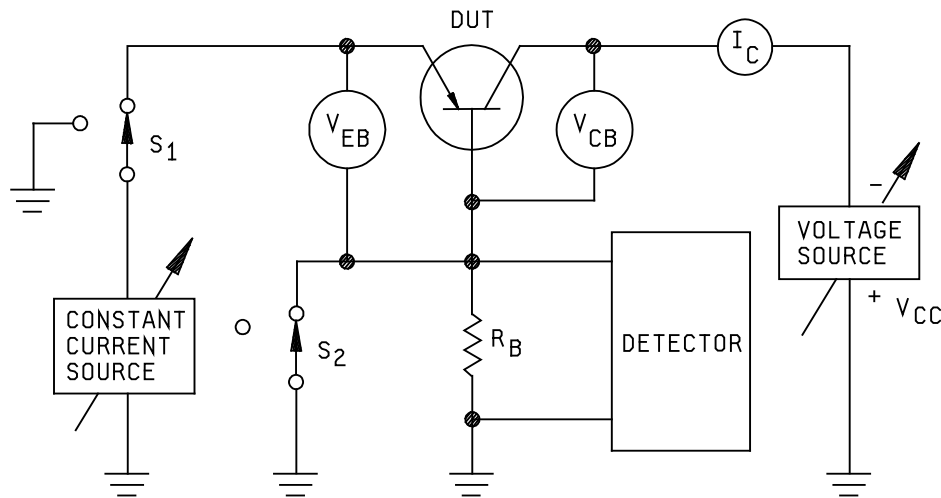 DUT
I_C
V_EB
V_CB
S_1
-
VOLTAGE
SOURCE
+ V_CC
CONSTANT
CURRENT
SOURCE
S_2
R_B
DETECTOR